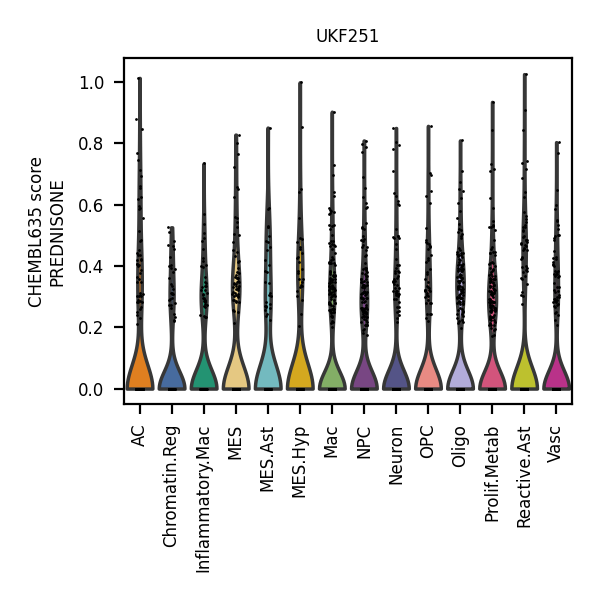 UKF251
CHEMBL635 score
PREDNISONE
1.0
0.8
0.6
0.4
0.2
0.0
AC
Chromatin.Reg
Inflammatory.Mac
MES
MES.Ast
MES.Hyp
Mac
NPC
Neuron
OPC
Oligo
Prolif.Metab
Reactive.Ast
Vasc